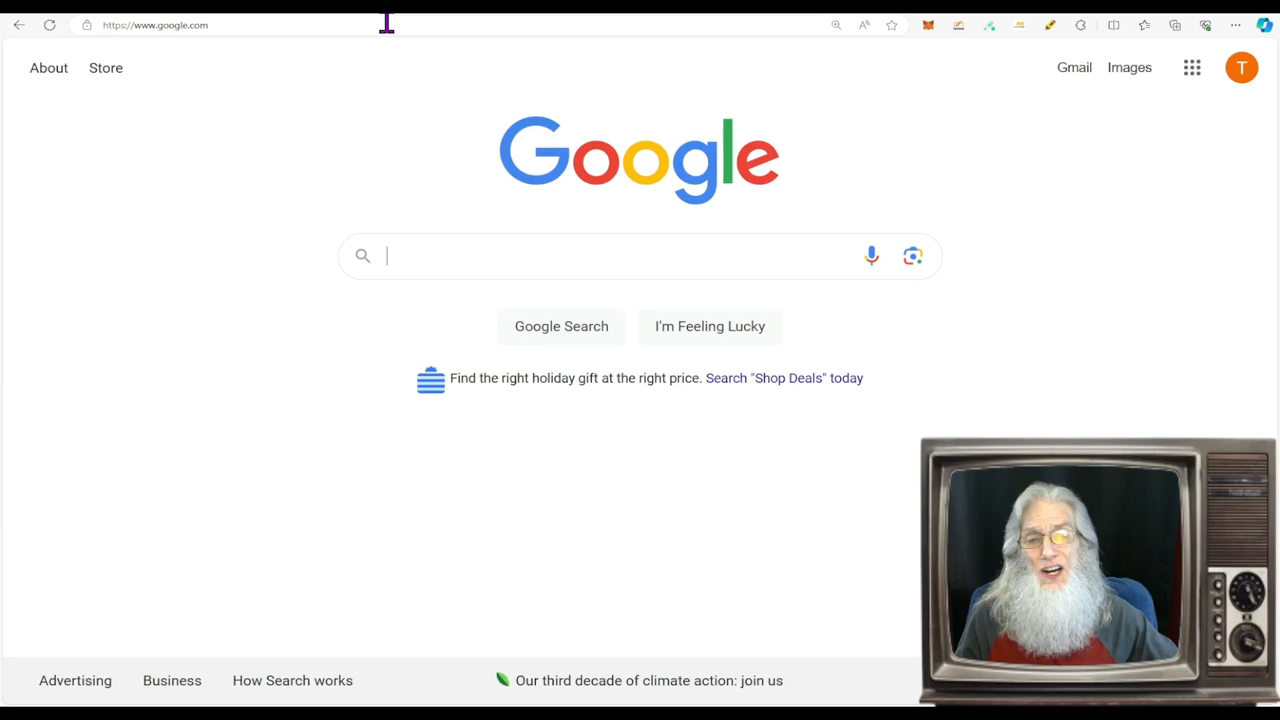 https://www.google.com
About Store
Gmail Images
T
Google
Google Search I'm Feeling Lucky
Find the right holiday gift at the right price. Search "Shop Deals" today
Advertising Business How Search works
Our third decade of climate action: join us